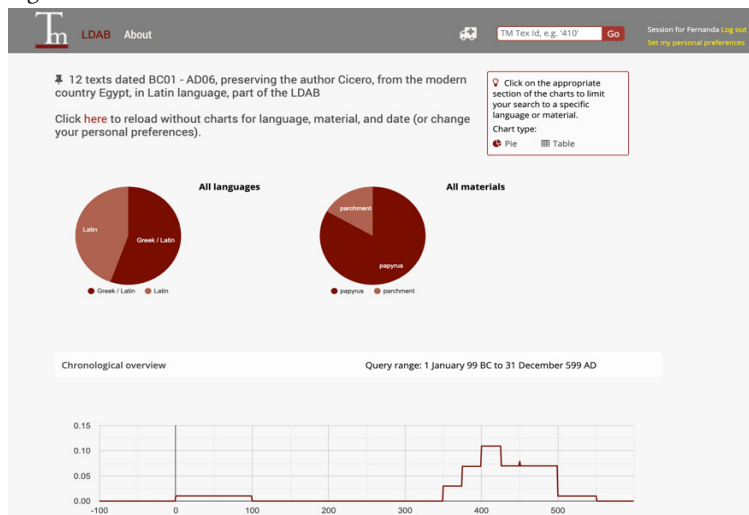 Tm
LDAB About
TM Tex Id, e.g. '410' Go
Session for Fernanda Log out
Set my personal preferences
12 texts dated BC01 - AD06, preserving the author Cicero, from the modern
country Egypt, in Latin language, part of the LDAB
Click here to reload without charts for language, material, and date (or change
your personal preferences).
Click on the appropriate
section of the charts to limit
your search to a specific
language or material.
Chart type:
Pie Table
All languages
Latin
Greek / Latin
Greek / Latin Latin
All materials
parchment
papyrus
papyrus parchment
Chronological overview Query range: 1 January 99 BC to 31 December 599 AD
0.15
0.10
0.05
0.00
-100 0 100 200 300 400 500